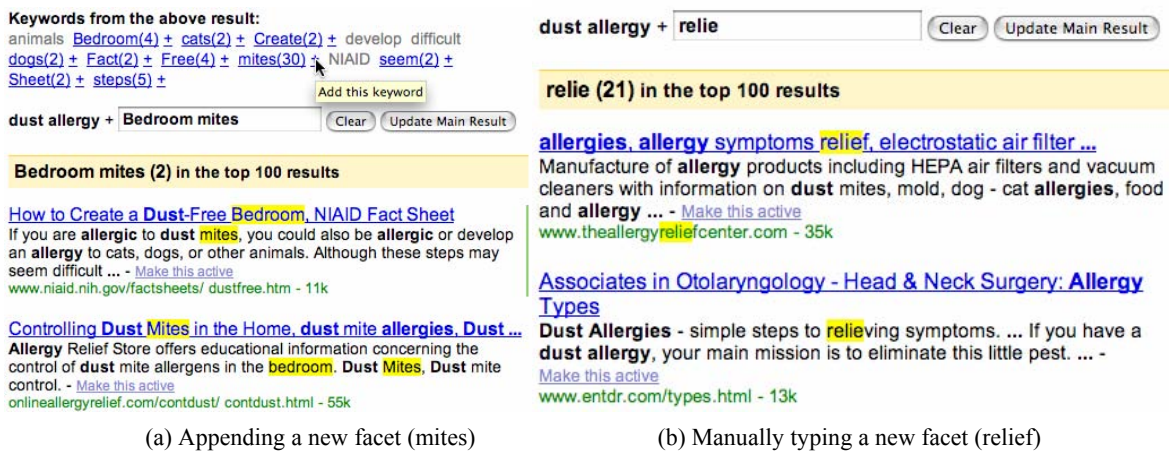 Keywords from the above result:
animals Bedroom(4) + cats(2) + Create(2) + develop difficult
dogs(2) + Fact(2) + Free(4) + mites(30) + NIAID seem(2) +
Sheet(2) + steps(5) +
Add this keyword
dust allergy + Bedroom mites Clear Update Main Result
Bedroom mites (2) in the top 100 results
How to Create a Dust-Free Bedroom, NIAID Fact Sheet
If you are allergic to dust mites, you could also be allergic or develop
an allergy to cats, dogs, or other animals. Although these steps may
seem difficult ... - Make this active
www.niaid.nih.gov/factsheets/ dustfree.htm - 11k
Controlling Dust Mites in the Home, dust mite allergies, Dust ...
Allergy Relief Store offers educational information concerning the
control of dust mite allergens in the bedroom. Dust Mites, Dust mite
control. - Make this active
onlineallergyrelief.com/contdust/ contdust.html - 55k
(a) Appending a new facet (mites)
dust allergy + relie Clear Update Main Result
relie (21) in the top 100 results
allergies, allergy symptoms relief, electrostatic air filter ...
Manufacture of allergy products including HEPA air filters and vacuum
cleaners with information on dust mites, mold, dog - cat allergies, food
and allergy ... - Make this active
www.theallergyreliefcenter.com - 35k
Associates in Otolaryngology - Head & Neck Surgery: Allergy
Types
Dust Allergies - simple steps to relieving symptoms. ... If you have a
dust allergy, your main mission is to eliminate this little pest. ... -
Make this active
www.entdr.com/types.html - 13k
(b) Manually typing a new facet (relief)